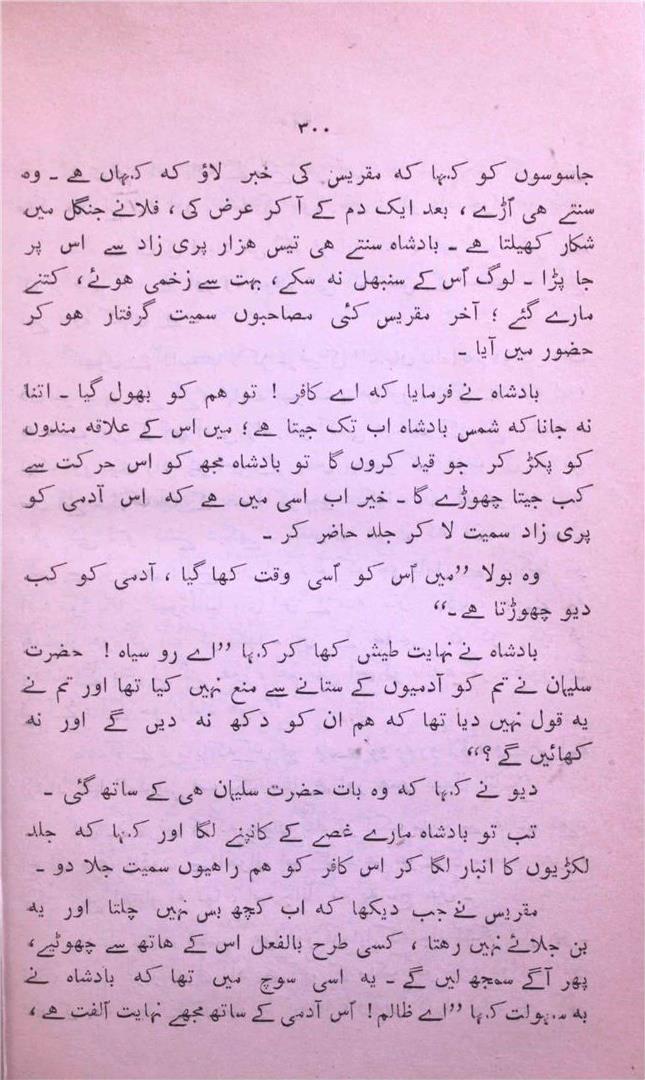 ۳۰۰
جاسوسوں کو کہا کہ مقریس کی خبر لاؤ کہ کہاں ہے ـ وہ
سنتے ہی اُڑے ، بعد ایک دم کے آ کر عرض کی ، فلانے جنگل میں
شکار کھیلتا ہے ـ بادشاہ سنتے ہی تیس ہزار پری زاد سے اس پر
جا پڑا ـ لوگ اُس کے سنبھل نہ سکے ، بہت سے زخمی ہوئے ، کتنے
مارے گئے ؛ آخر مقریس کئی مصاحبوں سمیت گرفتار ہو کر
حضور میں آیا ـ
بادشاہ نے فرمایا کہ اے کافر ! تو ہم کو بھول گیا ـ اتنا
نہ جانا کہ شمس بادشاہ اب تک جیتا ہے ؛ میں اس کے علاقہ مندوں
کو پکڑ کر جو قید کروں گا تو بادشاہ مجھ کو اس حرکت سے
کب جیتا چھوڑے گا ـ خیر اب اسی میں ہے کہ اس آدمی کو
پری زاد سمیت لا کر جلد حاضر کر ـ
وہ بولا ”میں اُس کو اُسی وقت کھا گیا ، آدمی کو کب
دیو چھوڑتا ہے ـ“
بادشاہ نے نہایت طیش کھا کر کہا ”اے رو سیاہ ! حضرت
سلیمان نے تم کو آدمیوں کے ستانے سے منع نہیں کیا تھا اور تم نے
یہ قول نہیں دیا تھا کہ ہم ان کو دکھ نہ دیں گے اور نہ
کھائیں گے ؟“
دیو نے کہا کہ وہ بات حضرت سلیمان ہی کے ساتھ گئی ـ
تب تو بادشاہ مارے غصے کے کانپنے لگا اور کہا کہ جلد
لکڑیوں کا انبار لگا کر اس کافر کو ہم راہیوں سمیت جلا دو ـ
مقریس نے جب دیکھا کہ اب کچھ بس نہیں چلتا اور یہ
بن جلائے نہیں رہتا ، کسی طرح بالفعل اس کے ہاتھ سے چھوٹیے ،
پھر آگے سمجھ لیں گے ـ یہ اسی سوچ میں تھا کہ بادشاہ نے
بہ سہولت کہا ”اے ظالم ! اُس آدمی کے ساتھ مجھے نہایت اُلفت ہے ،